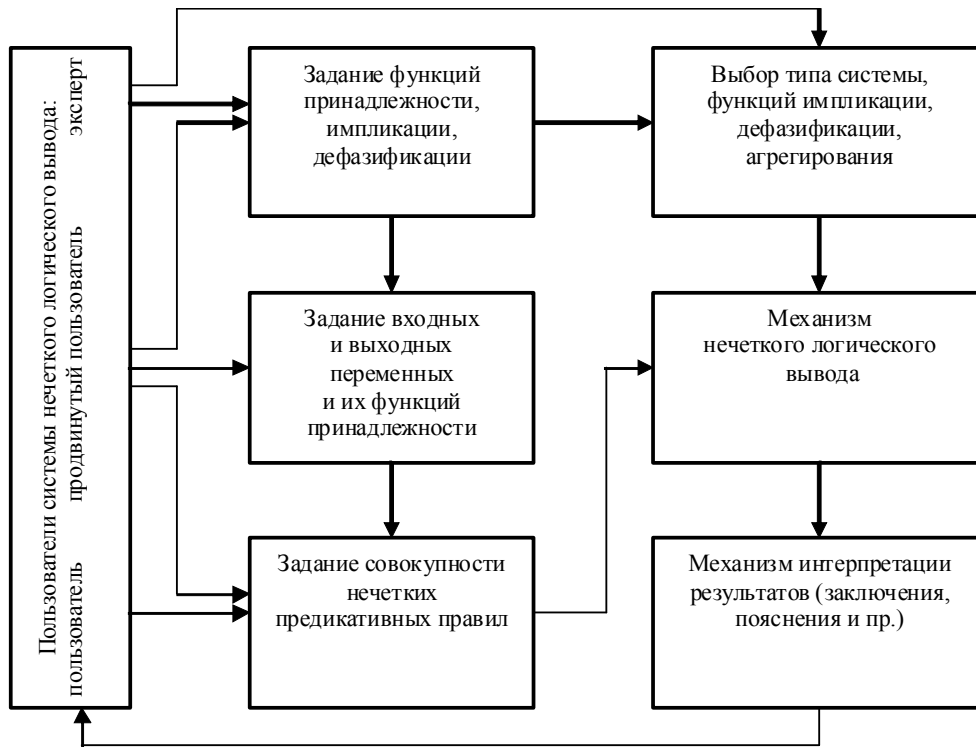 Пользователи системы нечеткого логического вывода:
пользователь продвинутый пользователь эксперт
Задание функций
принадлежности,
импликации,
дефазификации
Выбор типа системы,
функций импликации,
дефазификации,
агрегирования
Задание входных
и выходных
переменных
и их функций
принадлежности
Механизм
нечеткого логического
вывода
Задание совокупности
нечетких
предикативных правил
Механизм интерпретации
результатов (заключения,
пояснения и пр.)